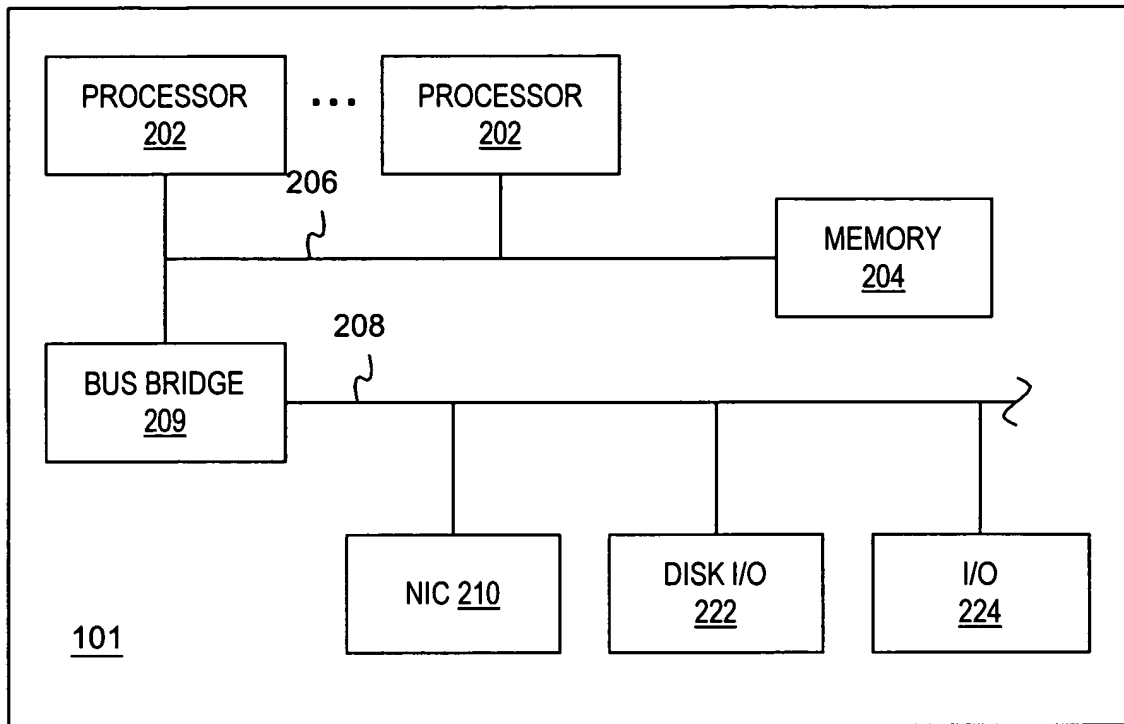 PROCESSOR
202
...
PROCESSOR
202
206
MEMORY
204
208
BUS BRIDGE
209
NIC 210
DISK I/O
222
I/O
224
101